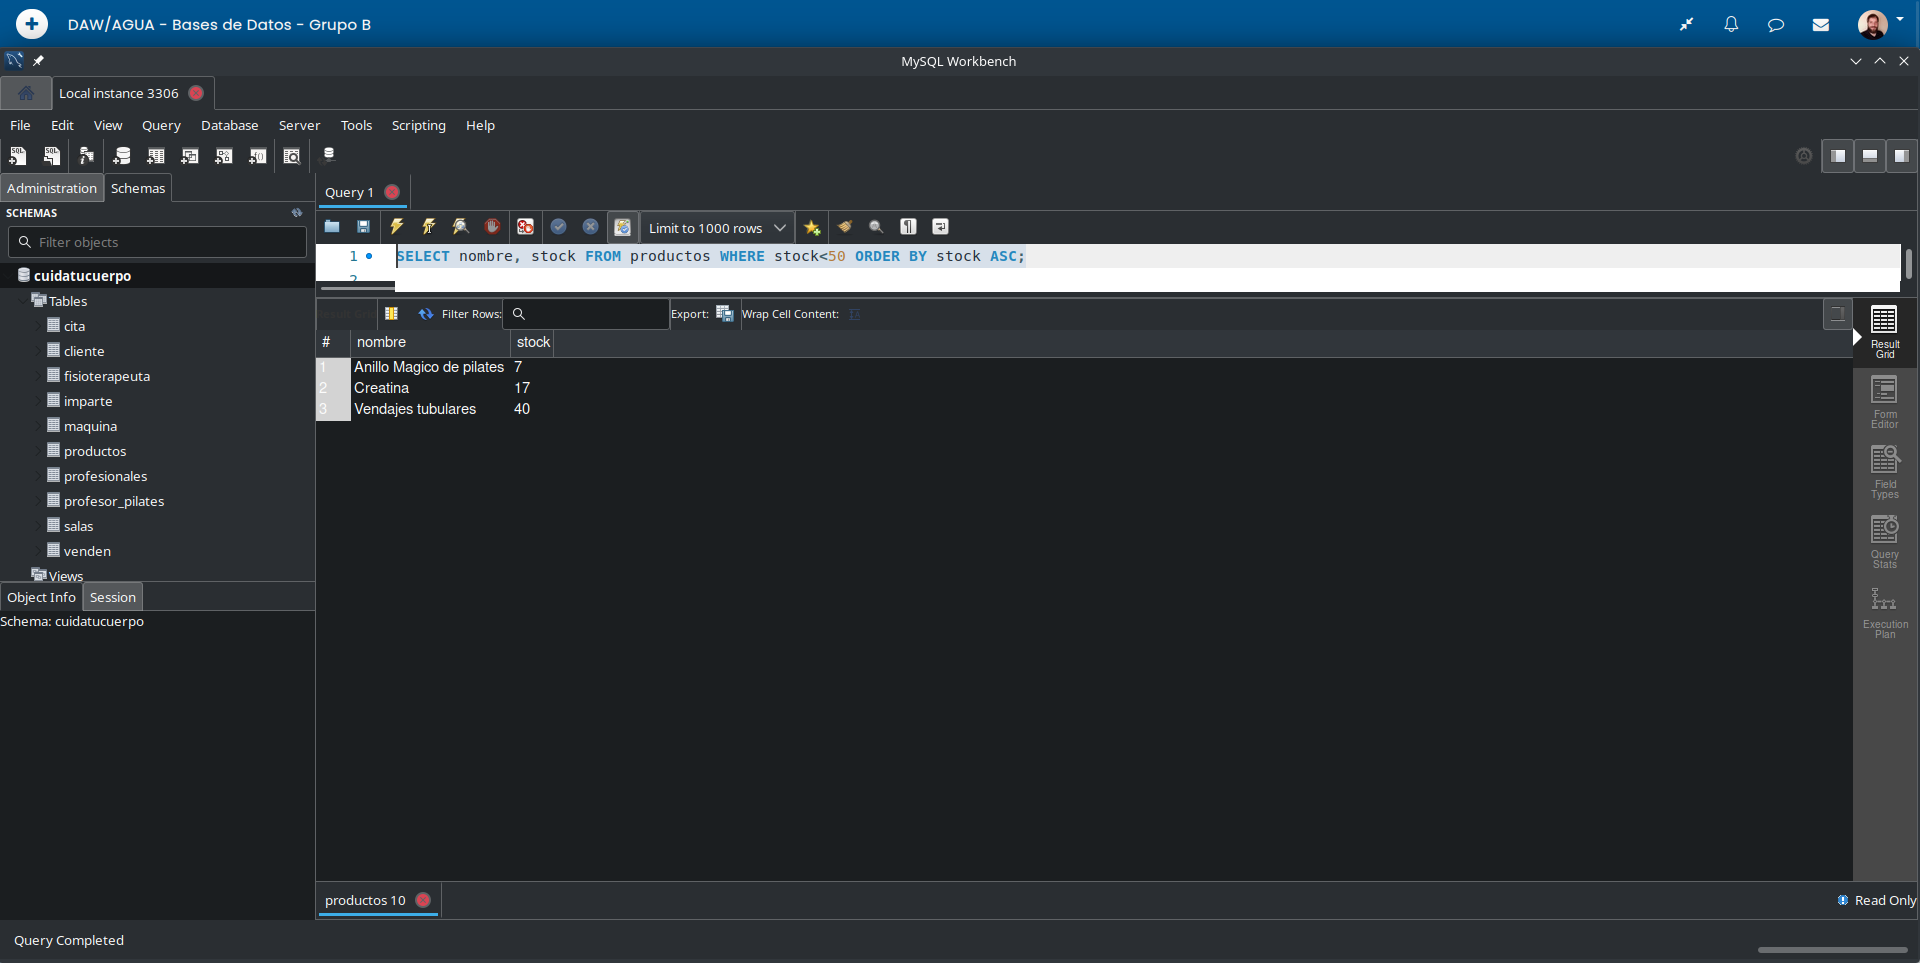 DAW/AGUA - Bases de Datos - Grupo B
MySQL Workbench
Local instance 3306
File Edit View Query Database Server Tools Scripting Help
Administration Schemas
Query 1
SCHEMAS
Limit to 1000 rows
Filter objects
1 SELECT nombre, stock FROM productos WHERE stock<50 ORDER BY stock ASC;
2
cuidatucuerpo
Tables
cita
cliente
fisioterapeuta
imparte
maquina
productos
profesionales
profesor_pilates
salas
venden
Views
Object Info Session
Schema: cuidatucuerpo
Filter Rows: Export: Wrap Cell Content:
# nombre stock
1 Anillo Magico de pilates 7
2 Creatina 17
3 Vendajes tubulares 40
Result
Grid
Form
Editor
Field
Types
Query
Stats
Execution
Plan
productos 10
Read Only
Query Completed